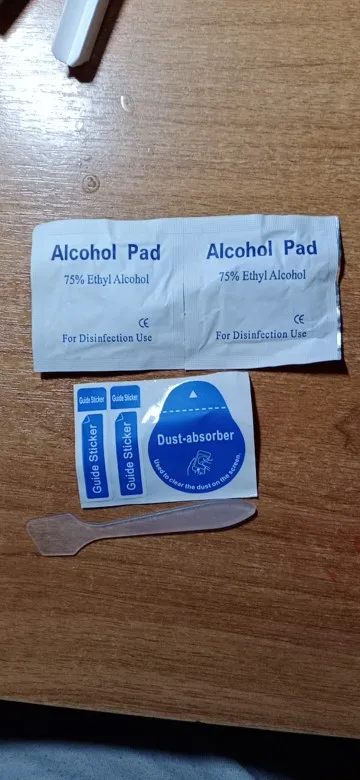 Alcohol Pad
75% Ethyl Alcohol
CE
For Disinfection Use
Alcohol Pad
75% Ethyl Alcohol
CE
For Disinfection Use
Guide Sticker
Guide Sticker
Guide Sticker
Guide Sticker
Dust-absorber
Used to clear the dust on the screen.